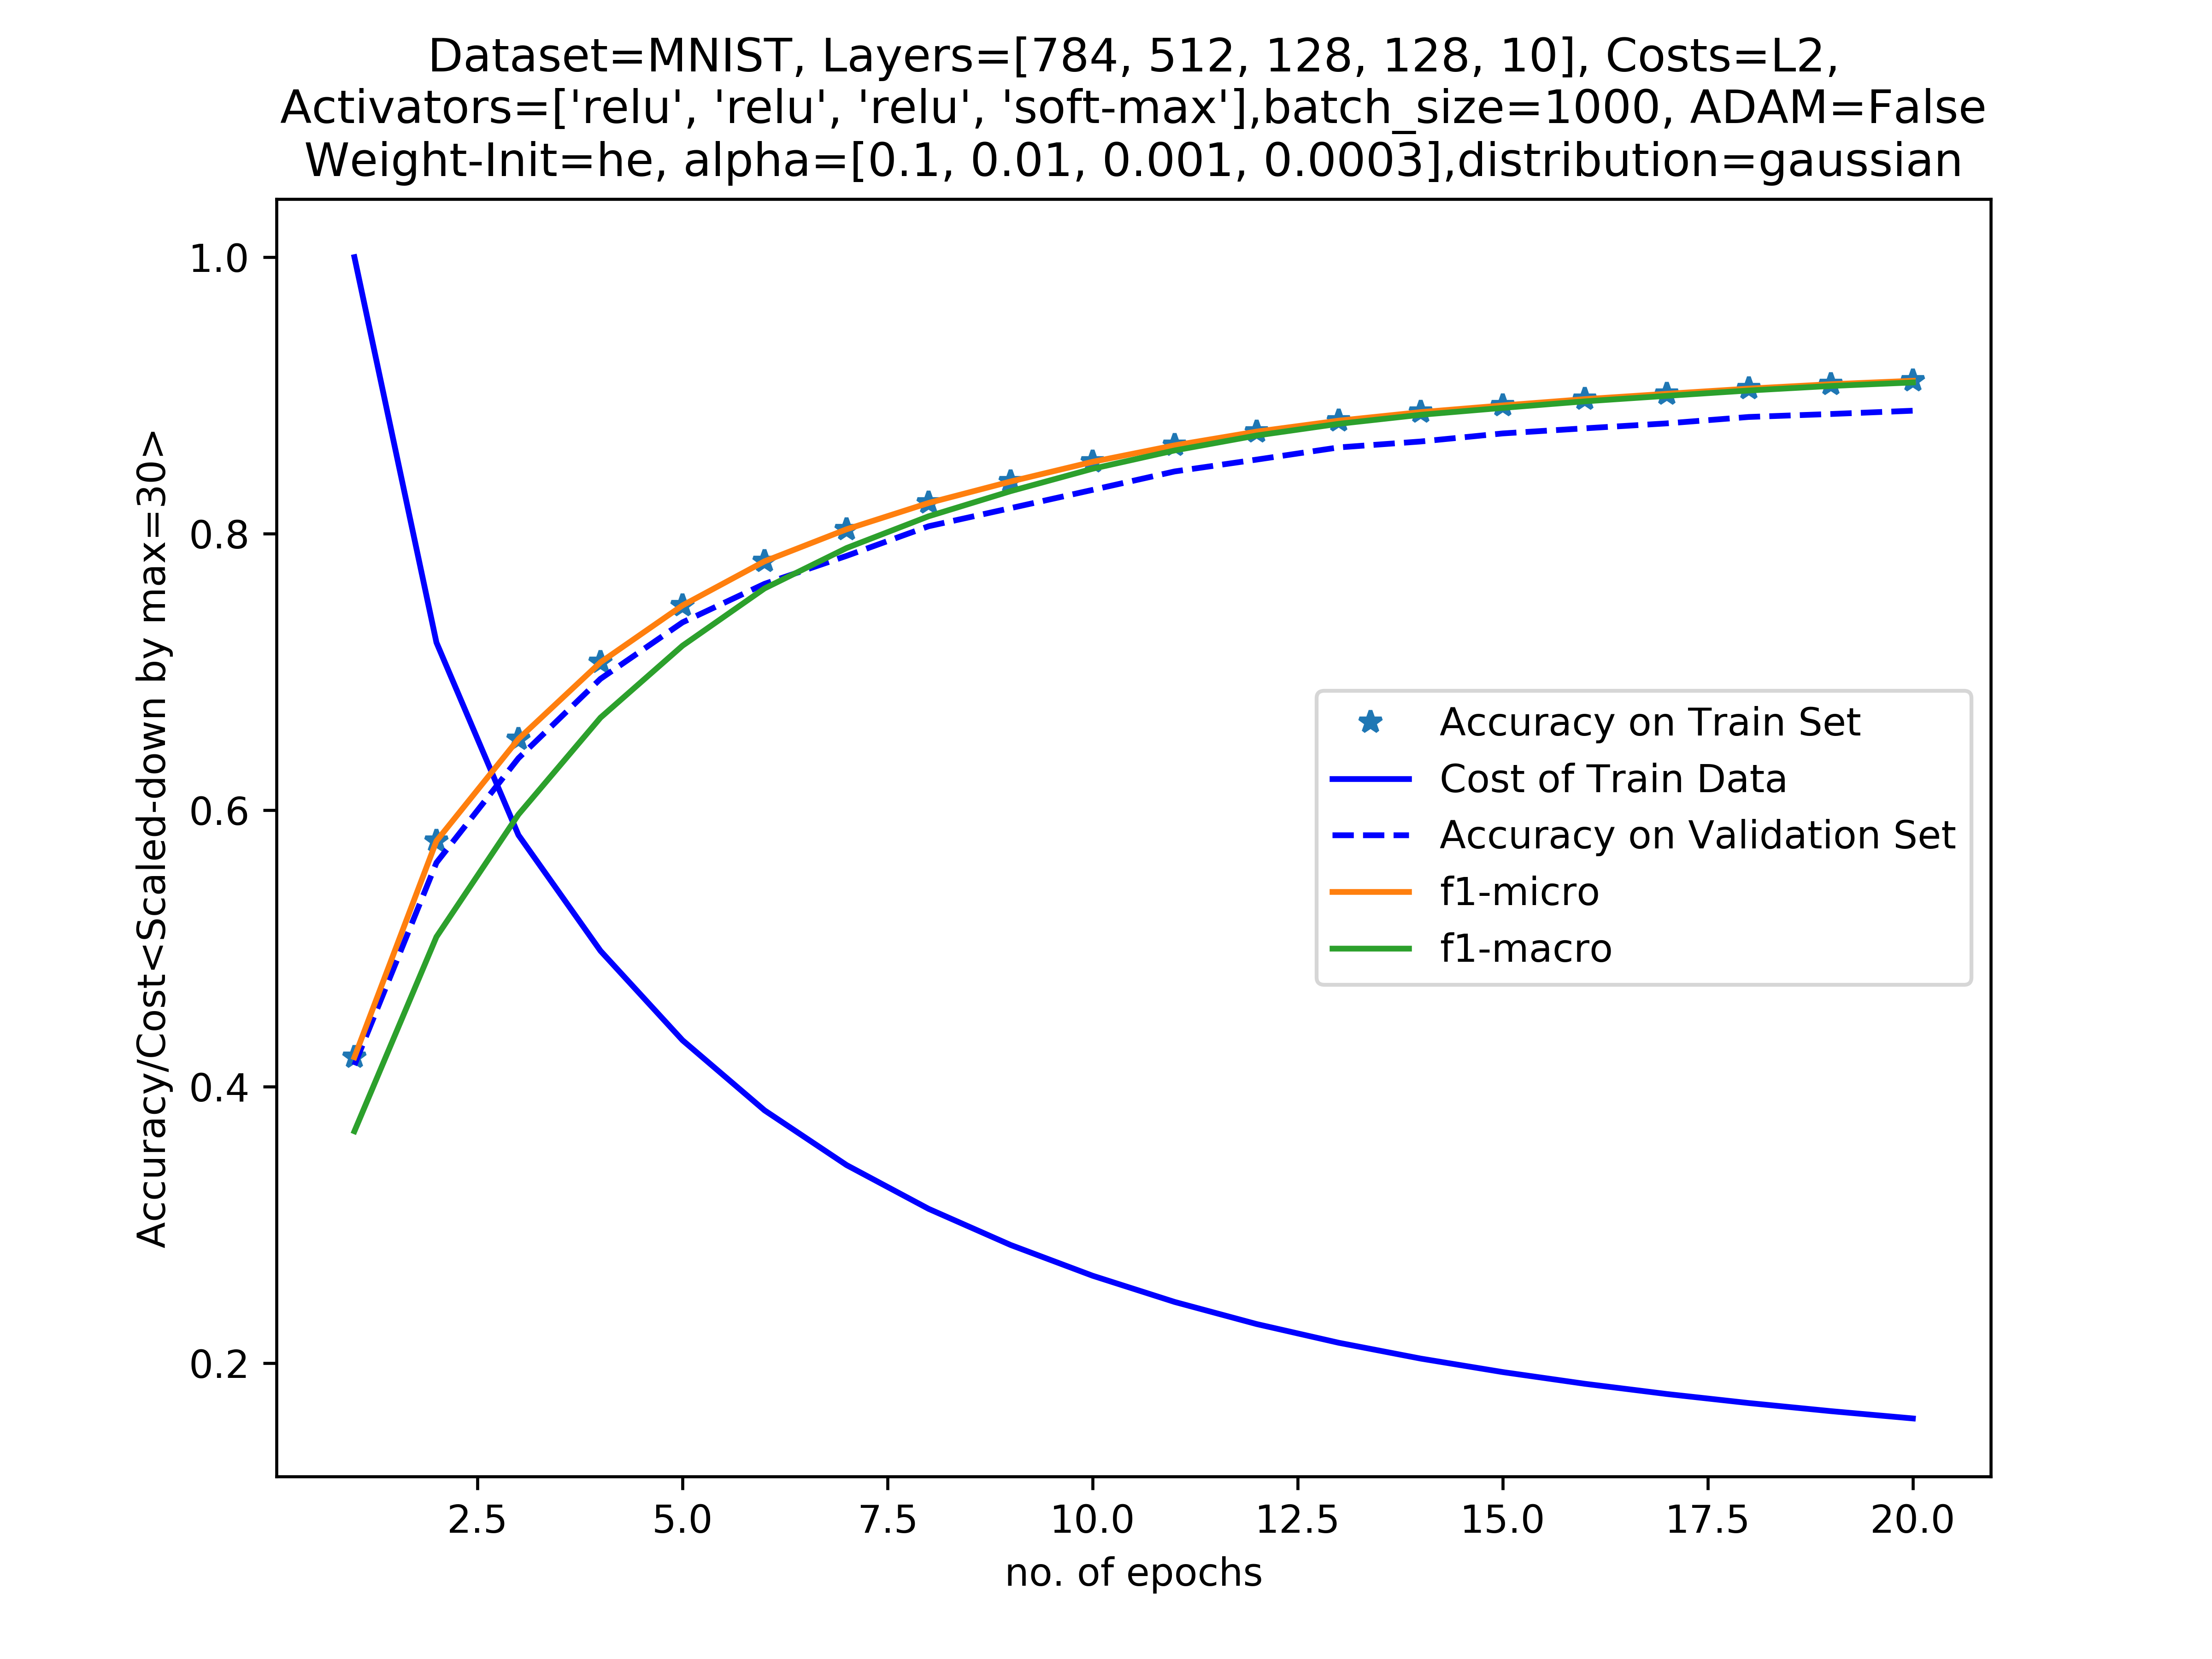 Dataset=MNIST, Layers=[784, 512, 128, 128, 10], Costs=L2,
Activators=['relu', 'relu', 'relu', 'soft-max'],batch_size=1000, ADAM=False
Weight-Init=he, alpha=[0.1, 0.01, 0.001, 0.0003],distribution=gaussian
Accuracy/Cost<Scaled-down by max=30>
1.0
0.8
0.6
0.4
0.2
Accuracy on Train Set
Cost of Train Data
Accuracy on Validation Set
f1-micro
f1-macro
2.5 5.0 7.5 10.0 12.5 15.0 17.5 20.0
no. of epochs